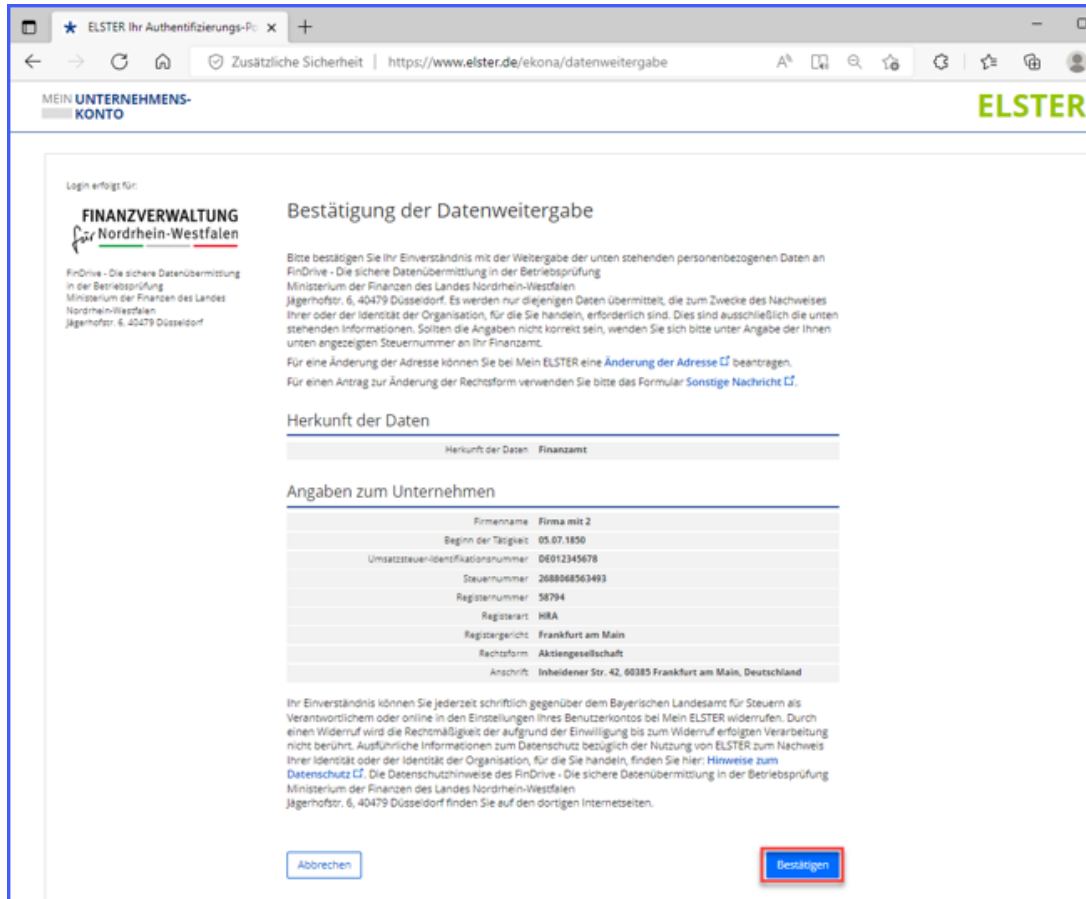 ELSTER Ihr Authentifizierungs-Po
Zusätzliche Sicherheit | https://www.elster.de/ekona/datenweitergabe
MEIN UNTERNEHMENS-
KONTO
ELSTER
Login erfolgt für:
FINANZVERWALTUNG
für Nordrhein-Westfalen
FinDrive - Die sichere Datenübermittlung
in der Betriebsprüfung
Ministerium der Finanzen des Landes
Nordrhein-Westfalen
Jägerhofstr. 6, 40479 Düsseldorf
Bestätigung der Datenweitergabe
Bitte bestätigen Sie Ihr Einverständnis mit der Weitergabe der unten stehenden personenbezogenen Daten an
FinDrive - Die sichere Datenübermittlung in der Betriebsprüfung
Ministerium der Finanzen des Landes Nordrhein-Westfalen
Jägerhofstr. 6, 40479 Düsseldorf. Es werden nur diejenigen Daten übermittelt, die zum Zwecke des Nachweises
Ihrer oder der Identität der Organisation, für die Sie handeln, erforderlich sind. Dies sind ausschließlich die unten
stehenden Informationen. Sollten die Angaben nicht korrekt sein, wenden Sie sich bitte unter Angabe der Ihnen
unten angezeigten Steuernummer an Ihr Finanzamt.
Für eine Änderung der Adresse können Sie bei Mein ELSTER eine Änderung der Adresse beantragen.
Für einen Antrag zur Änderung der Rechtsform verwenden Sie bitte das Formular Sonstige Nachricht.
Herkunft der Daten
Herkunft der Daten Finanzamt
Angaben zum Unternehmen
Firmenname Firma mit 2
Beginn der Tätigkeit 05.07.1850
Umsatzsteuer-Identifikationsnummer DE012345678
Steuernummer 2688068563493
Registernummer 58794
Registerart HRA
Registergericht Frankfurt am Main
Rechtsform Aktiengesellschaft
Anschrift Inheidener Str. 42, 60385 Frankfurt am Main, Deutschland
Ihr Einverständnis können Sie jederzeit schriftlich gegenüber dem Bayerischen Landesamt für Steuern als
Verantwortlichem oder online in den Einstellungen Ihres Benutzerkontos bei Mein ELSTER widerrufen. Durch
einen Widerruf wird die Rechtmäßigkeit der aufgrund der Einwilligung bis zum Widerruf erfolgten Verarbeitung
nicht berührt. Ausführliche Informationen zum Datenschutz bezüglich der Nutzung von ELSTER zum Nachweis
Ihrer Identität oder der Identität der Organisation, für die Sie handeln, finden Sie hier: Hinweise zum
Datenschutz. Die Datenschutzhinweise des FinDrive - Die sichere Datenübermittlung in der Betriebsprüfung
Ministerium der Finanzen des Landes Nordrhein-Westfalen
Jägerhofstr. 6, 40479 Düsseldorf finden Sie auf den dortigen Internetseiten.
Abbrechen
Bestätigen